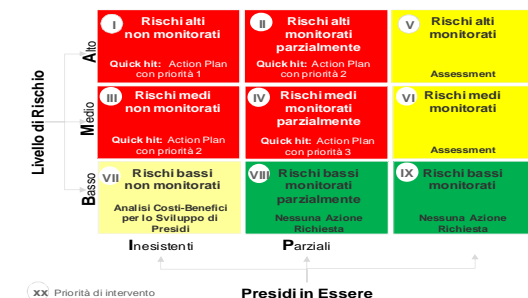 I
Rischi alti
non monitorati
Quick hit: Action Plan
con priorità 1
II
Rischi alti
monitorati
parzialmente
Quick hit: Action Plan
con priorità 2
V
Rischi alti
monitorati
Assessment
III
Rischi medi
non monitorati
Quick hit: Action Plan
con priorità 2
IV
Rischi medi
monitorati
parzialmente
Quick hit: Action Plan
con priorità 3
VI
Rischi medi
monitorati
Assessment
VII
Rischi bassi
non monitorati
Analisi Costi-Benefici
per lo Sviluppo di
Presidi
VIII
Rischi bassi
monitorati
parzialmente
Nessuna Azione
Richiesta
IX
Rischi bassi
monitorati
Nessuna Azione
Richiesta
Livello di Rischio
Alto
Medio
Basso
Inesistenti
Parziali
xx Priorità di intervento
Presidi in Essere